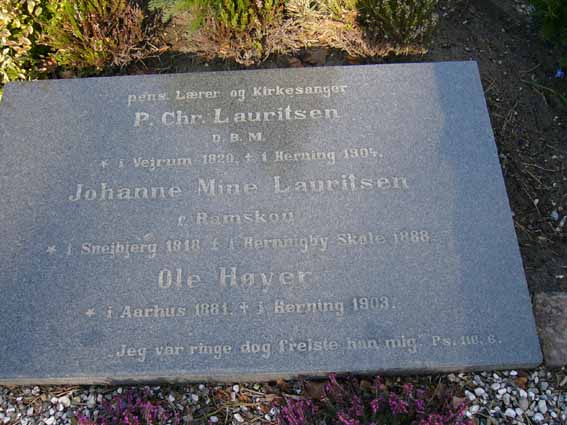 pens. Lærer og Kirkesanger
P. Chr. Lauritsen
D. B. M.
* i Vejrum 1820. † i Herning 1904.
Johanne Mine Lauritsen
f. Ramskou
* i Snejbjerg 1818 † i Herningby Skole 1888
Ole Høyer
* i Aarhus 1881. † i Herning 1903.
„Jeg var ringe dog frelste han mig.” Ps. 116. 6.